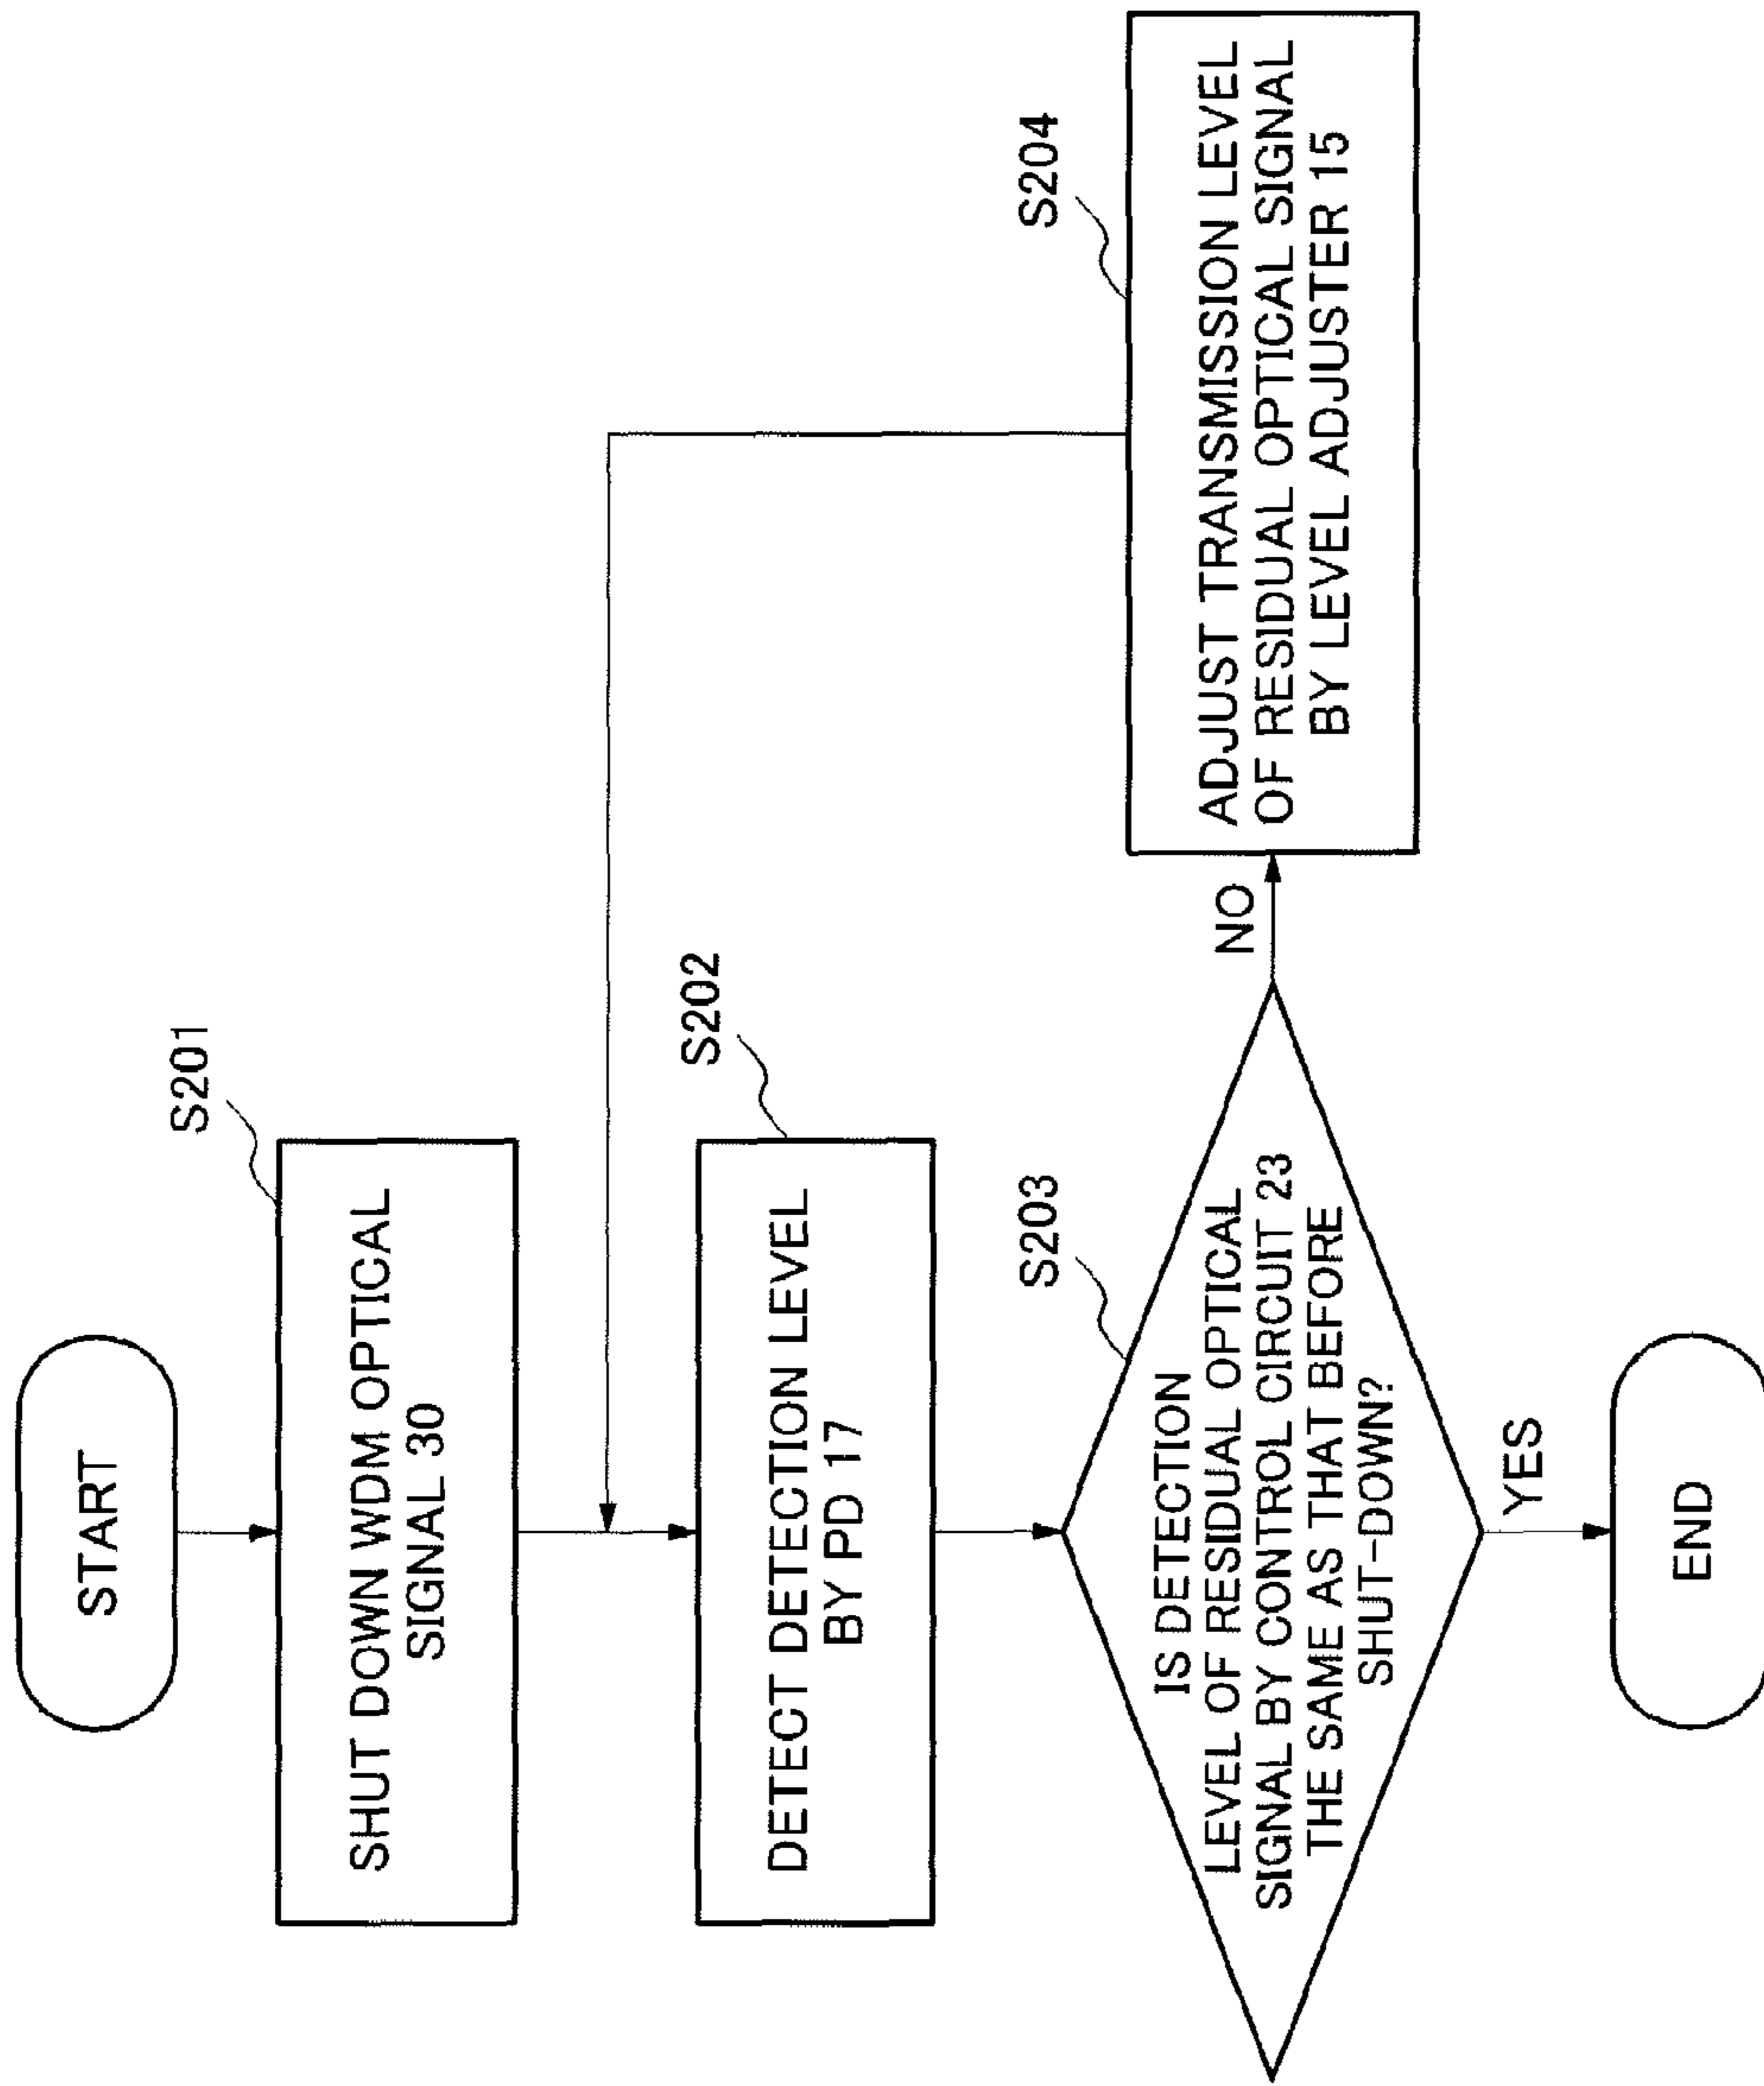 START
S201
SHUT DOWN WDM OPTICAL
SIGNAL 30
S202
DETECT DETECTION LEVEL
BY PD 17
S203
IS DETECTION
LEVEL OF RESIDUAL OPTICAL
SIGNAL BY CONTROL CIRCUIT 23
THE SAME AS THAT BEFORE
SHUT-DOWN?
NO
S204
ADJUST TRANSMISSION LEVEL
OF RESIDUAL OPTICAL SIGNAL
BY LEVEL ADJUSTER 15
YES
END